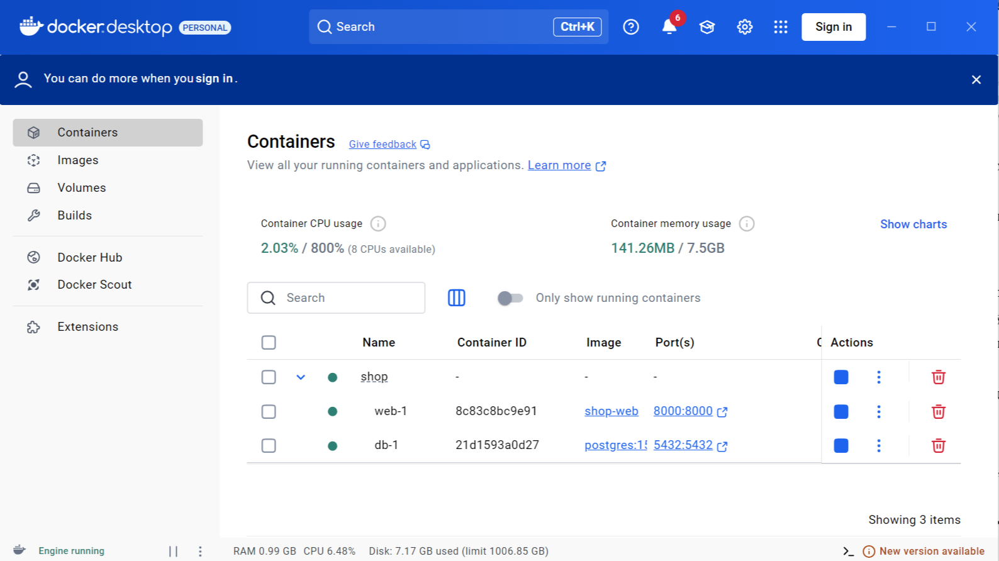 docker desktop PERSONAL
Search Ctrl+K
6
Sign in
You can do more when you sign in.
Containers
Images
Volumes
Builds
Docker Hub
Docker Scout
Extensions
Containers Give feedback
View all your running containers and applications. Learn more
Container CPU usage
2.03% / 800% (8 CPUs available)
Container memory usage
141.26MB / 7.5GB
Show charts
Search
Only show running containers
Name Container ID Image Port(s) Actions
shop - - -
web-1 8c83c8bc9e91 shop-web 8000:8000
db-1 21d1593a0d27 postgres:15 5432:5432
Showing 3 items
Engine running
RAM 0.99 GB CPU 6.48% Disk: 7.17 GB used (limit 1006.85 GB)
New version available